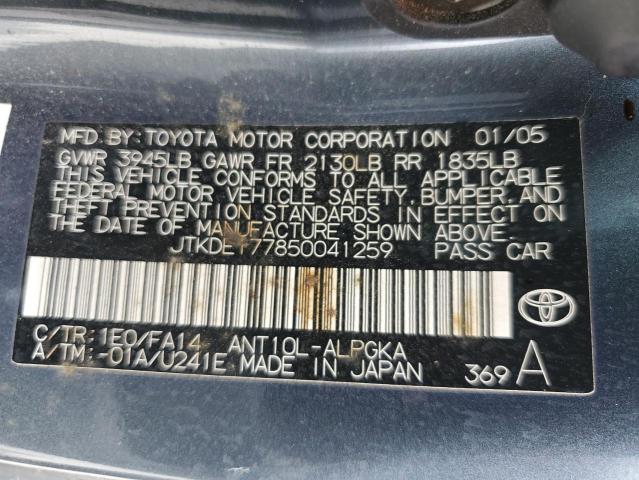 MFD. BY: TOYOTA MOTOR CORPORATION 01/05
GVWR 3945LB GAWR FR 2130LB RR 1835LB
THIS VEHICLE CONFORMS TO ALL APPLICABLE
FEDERAL MOTOR VEHICLE SAFETY, BUMPER, AND
THEFT PREVENTION STANDARDS IN EFFECT ON
THE DATE OF MANUFACTURE SHOWN ABOVE.
JTKDE177850041259 PASS CAR
C/TR: 1E0/FA14 ANT10L-ALPGKA
A/TM: -01A/U241E MADE IN JAPAN 369 A